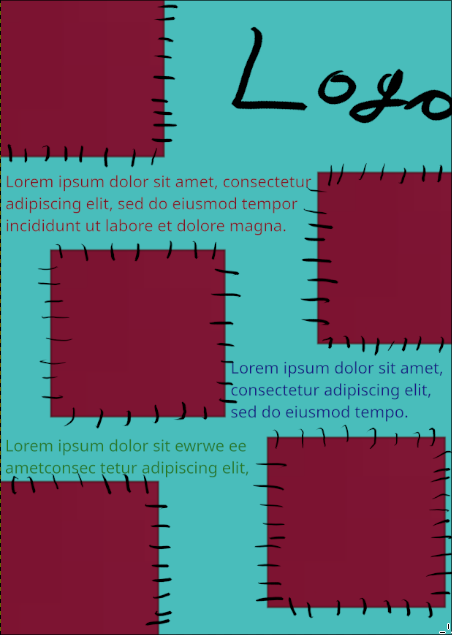 Logo
Lorem ipsum dolor sit amet, consectetur
adipiscing elit, sed do eiusmod tempor
incididunt ut labore et dolore magna.
Lorem ipsum dolor sit amet,
consectetur adipiscing elit,
sed do eiusmod tempo.
Lorem ipsum dolor sit ewrwe ee
ametconsec tetur adipiscing elit,